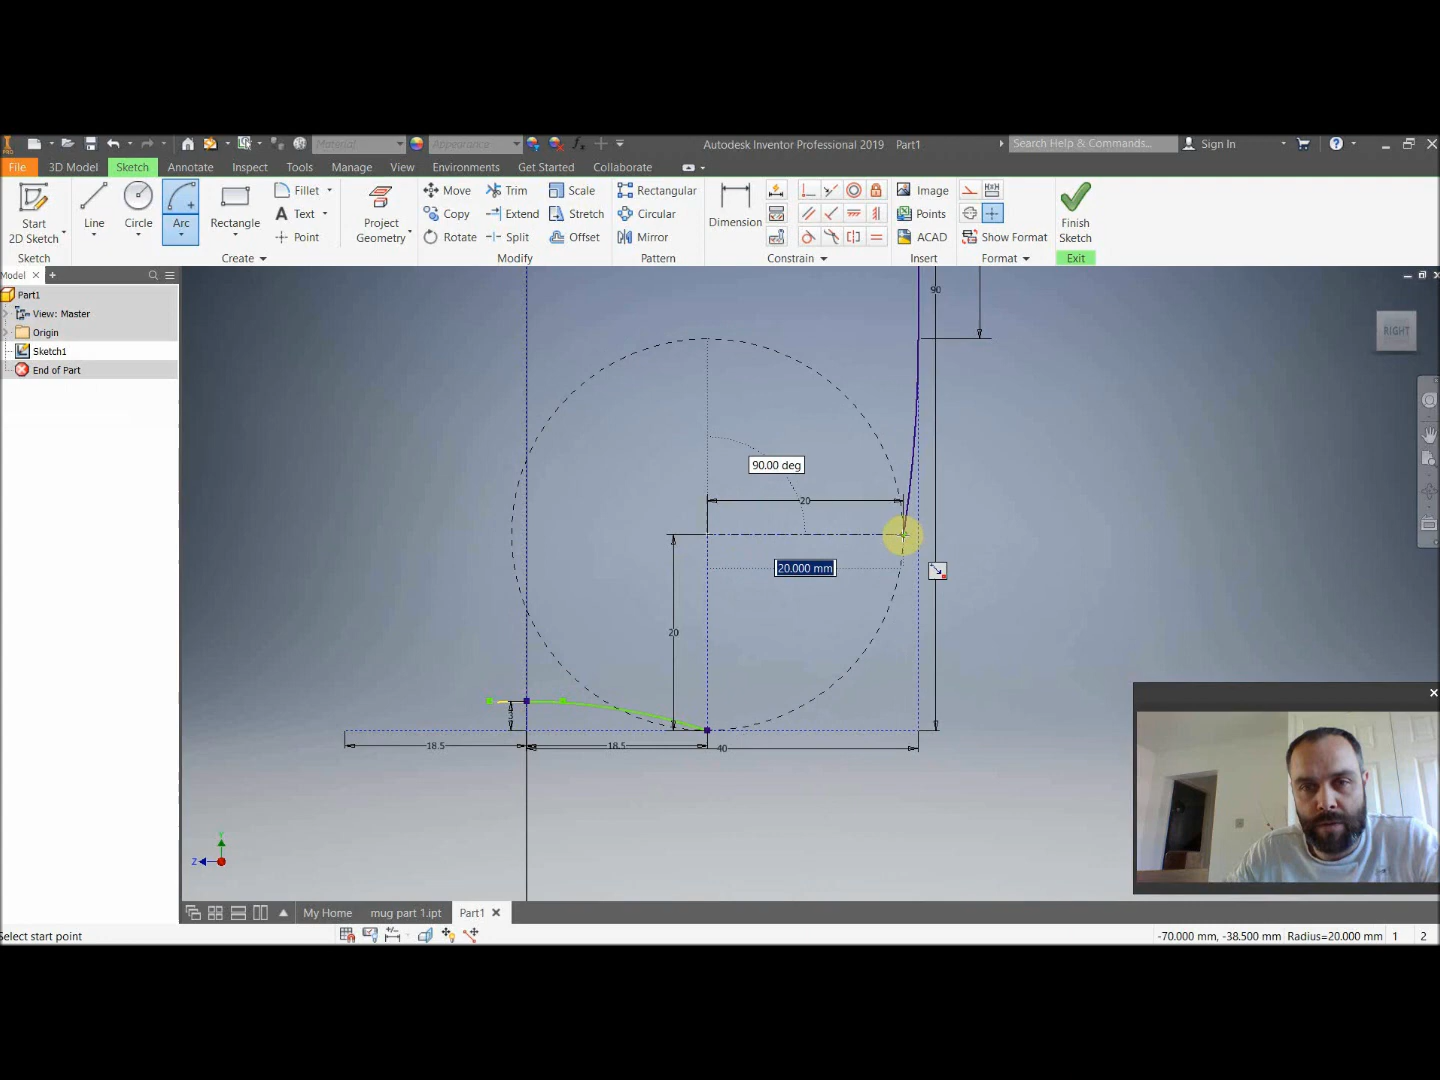 Material
Appearance
Autodesk Inventor Professional 2019 Part1
Search Help & Commands...
Sign In
File
3D Model
Sketch
Annotate
Inspect
Tools
Manage
View
Environments
Get Started
Collaborate
Start
2D Sketch
Line
Circle
Arc
Rectangle
Fillet
Text
Point
Project
Geometry
Move
Copy
Rotate
Trim
Extend
Split
Scale
Stretch
Offset
Rectangular
Circular
Mirror
Dimension
Image
Points
ACAD
Show Format
Finish
Sketch
Sketch
Create
Modify
Pattern
Constrain
Insert
Format
Exit
Model
Part1
View: Master
Origin
Sketch1
End of Part
90
RIGHT
90.00 deg
20
20.000 mm
20
3
18.5
18.5
40
Y
Z
My Home
mug part 1.ipt
Part1
Select start point
-70.000 mm, -38.500 mm
Radius=20.000 mm
1
2